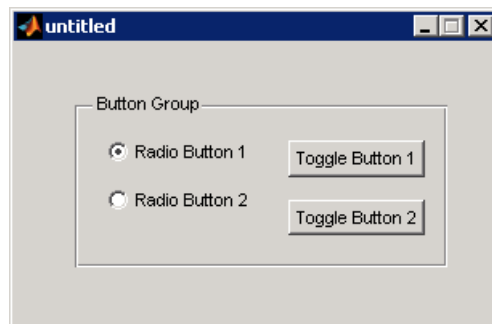 untitled
Button Group
Radio Button 1
Toggle Button 1
Radio Button 2
Toggle Button 2